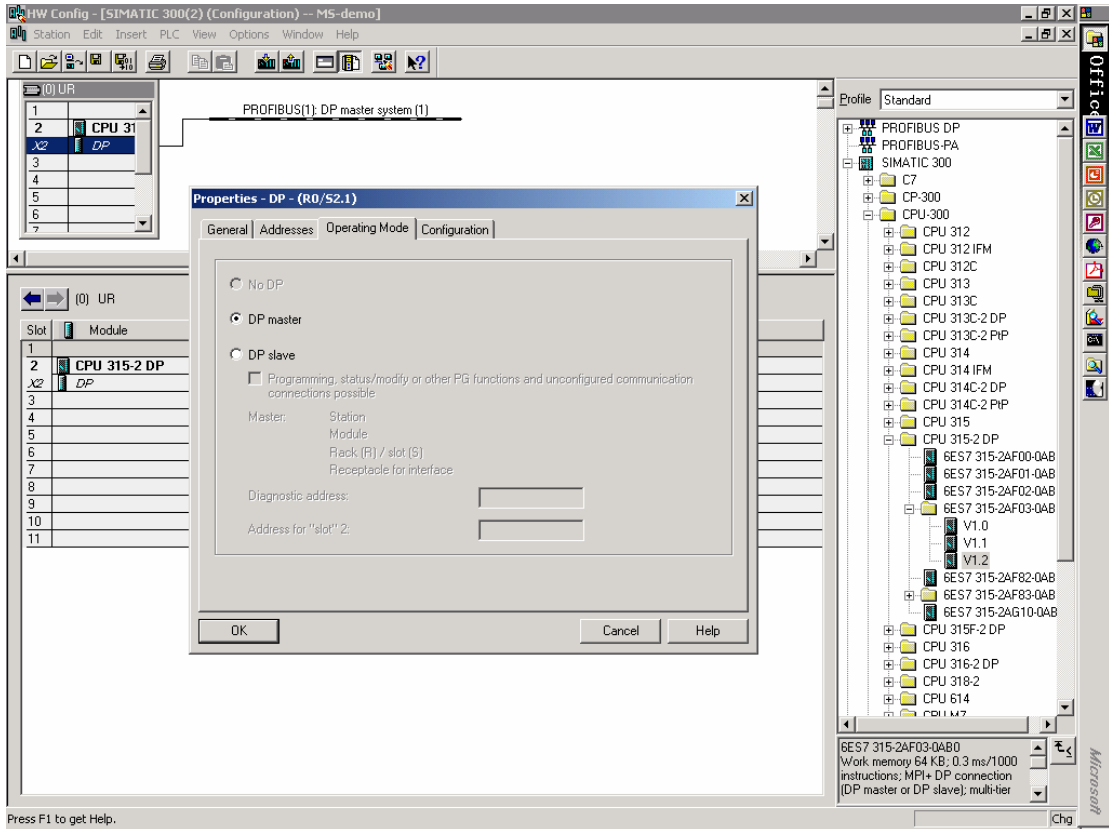 HW Config - [SIMATIC 300(2) (Configuration) -- MS-demo]
Station Edit Insert PLC View Options Window Help
(0) UR
1
2 CPU 31
X2 DP
3
4
5
6
7
PROFIBUS(1): DP master system (1)
Properties - DP - (R0/S2.1)
General Addresses Operating Mode Configuration
No DP
DP master
DP slave
Programming, status/modify or other PG functions and unconfigured communication
connections possible
Master: Station
Module
Rack (R) / slot (S)
Receptacle for interface
Diagnostic address:
Address for "slot" 2:
OK Cancel Help
(0) UR
Slot Module
1
2 CPU 315-2 DP
X2 DP
3
4
5
6
7
8
9
10
11
Profile Standard
PROFIBUS DP
PROFIBUS-PA
SIMATIC 300
C7
CP-300
CPU-300
CPU 312
CPU 312 IFM
CPU 312C
CPU 313
CPU 313C
CPU 313C-2 DP
CPU 313C-2 PtP
CPU 314
CPU 314 IFM
CPU 314C-2 DP
CPU 314C-2 PtP
CPU 315
CPU 315-2 DP
6ES7 315-2AF00-0AB
6ES7 315-2AF01-0AB
6ES7 315-2AF02-0AB
6ES7 315-2AF03-0AB
V1.0
V1.1
V1.2
6ES7 315-2AF82-0AB
6ES7 315-2AF83-0AB
6ES7 315-2AG10-0AB
CPU 315F-2 DP
CPU 316
CPU 316-2 DP
CPU 318-2
CPU 614
CPU M7
6ES7 315-2AF03-0AB0
Work memory 64 KB; 0.3 ms/1000
instructions; MPI+ DP connection
(DP master or DP slave); multi-tier
Press F1 to get Help.
Chg
Office
Microsoft